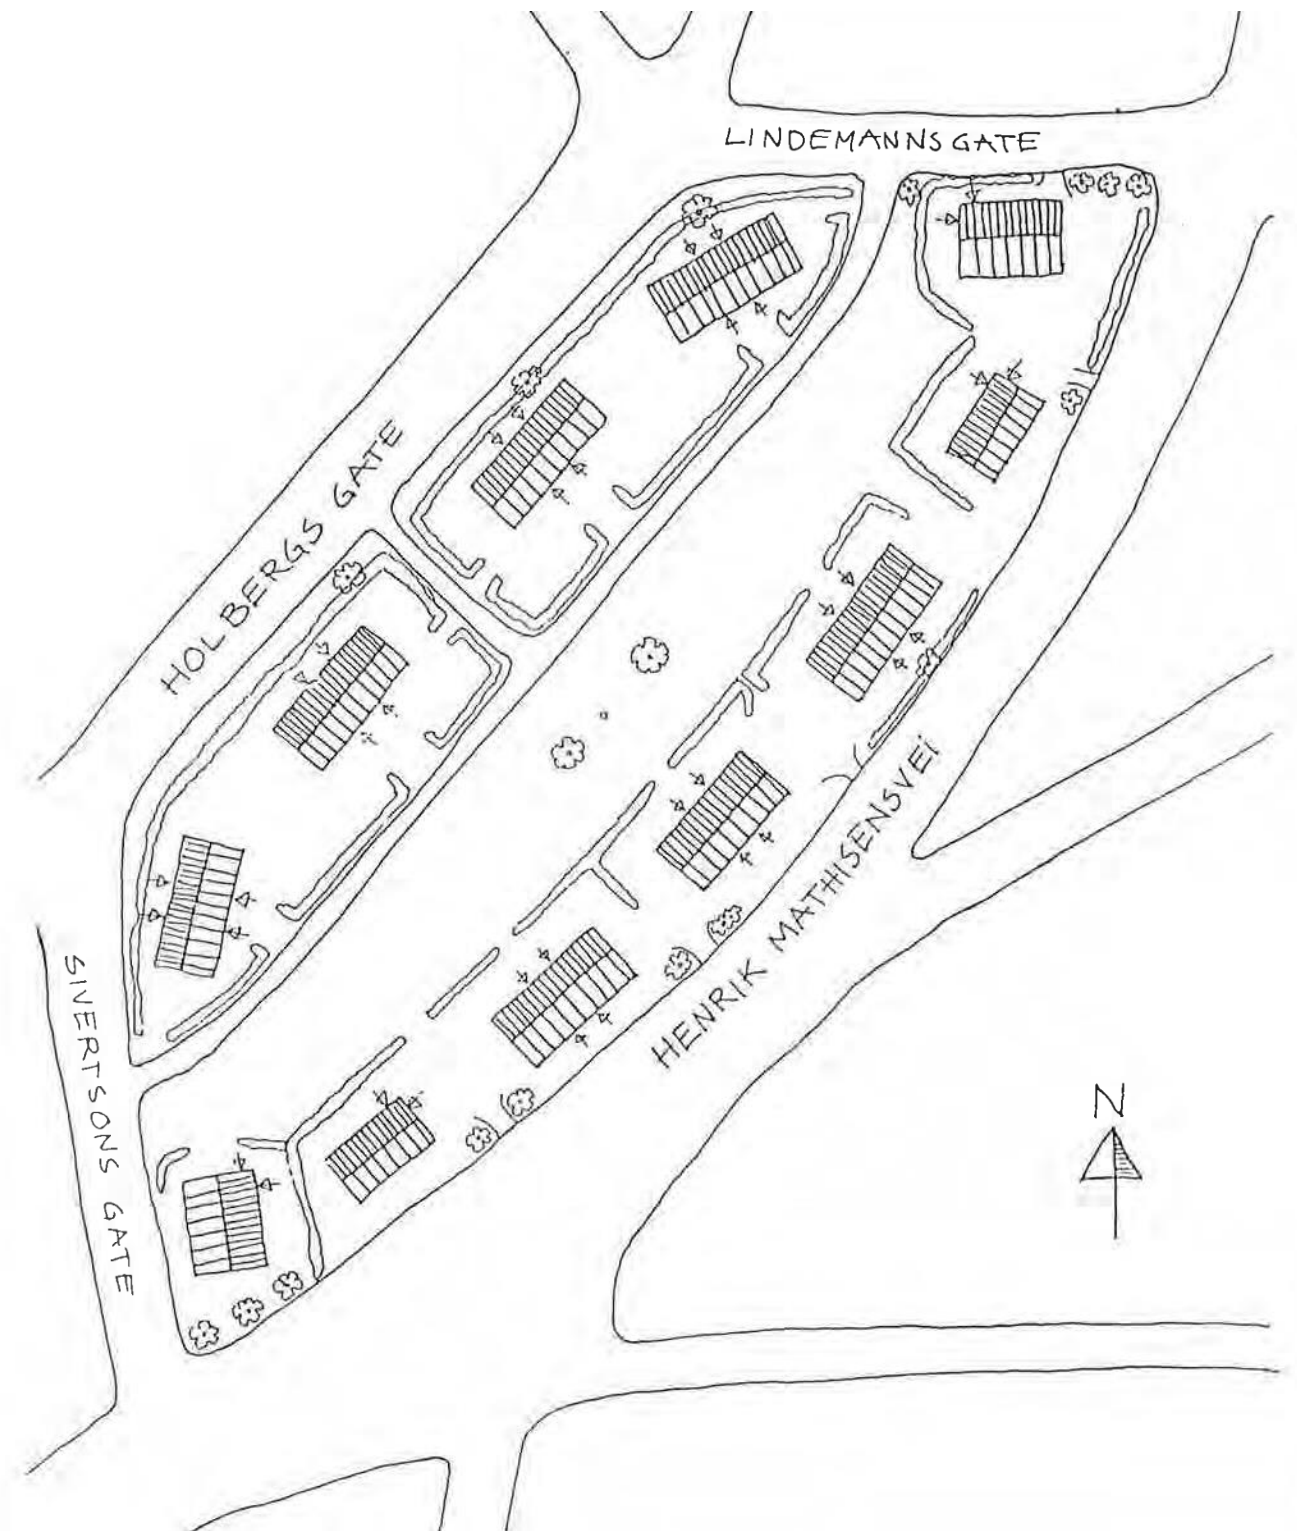 LINDEMANNS GATE
HOLBERGS GATE
HENRIK MATHISENSVEI
SIVERTSONS GATE
N